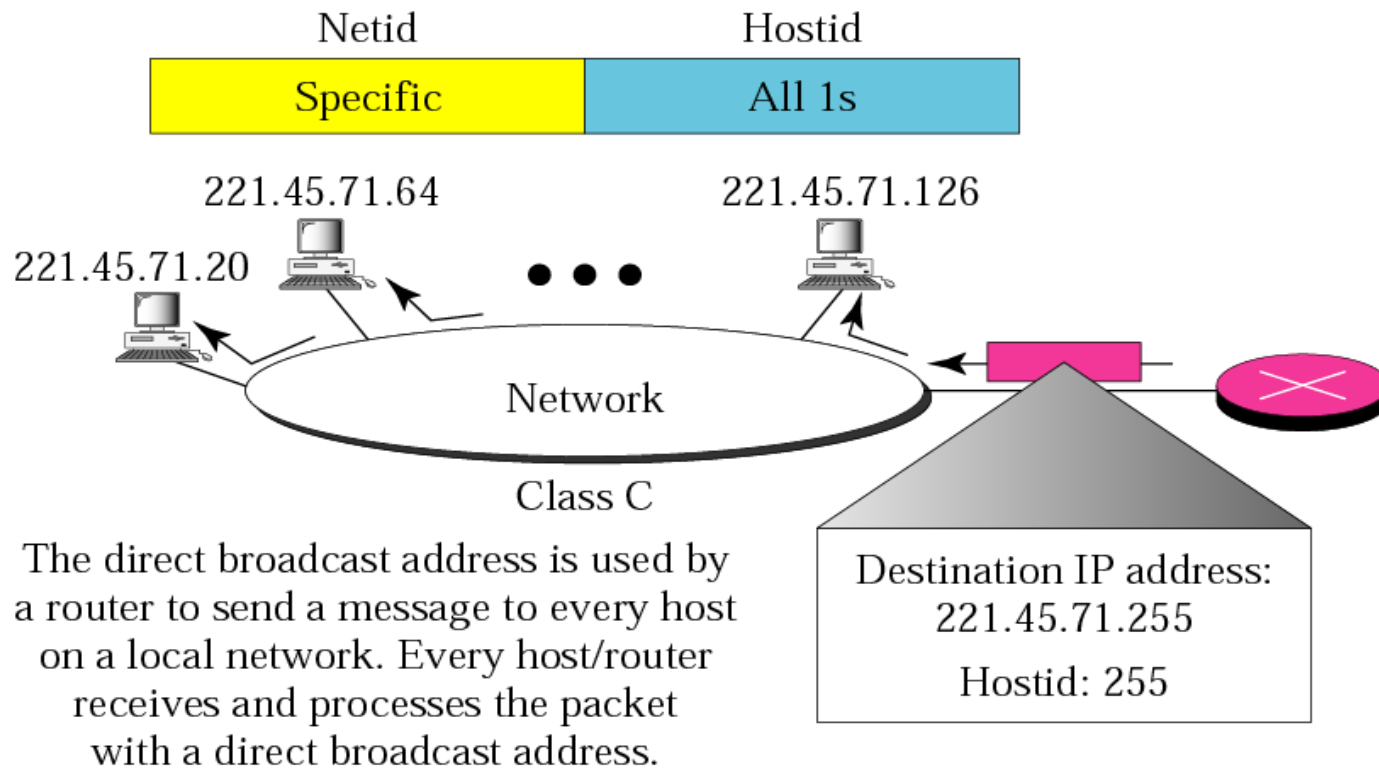 Netid Hostid
Specific All 1s
221.45.71.64 221.45.71.126
221.45.71.20
Network
Class C
The direct broadcast address is used by
a router to send a message to every host
on a local network. Every host/router
receives and processes the packet
with a direct broadcast address.
Destination IP address:
221.45.71.255
Hostid: 255